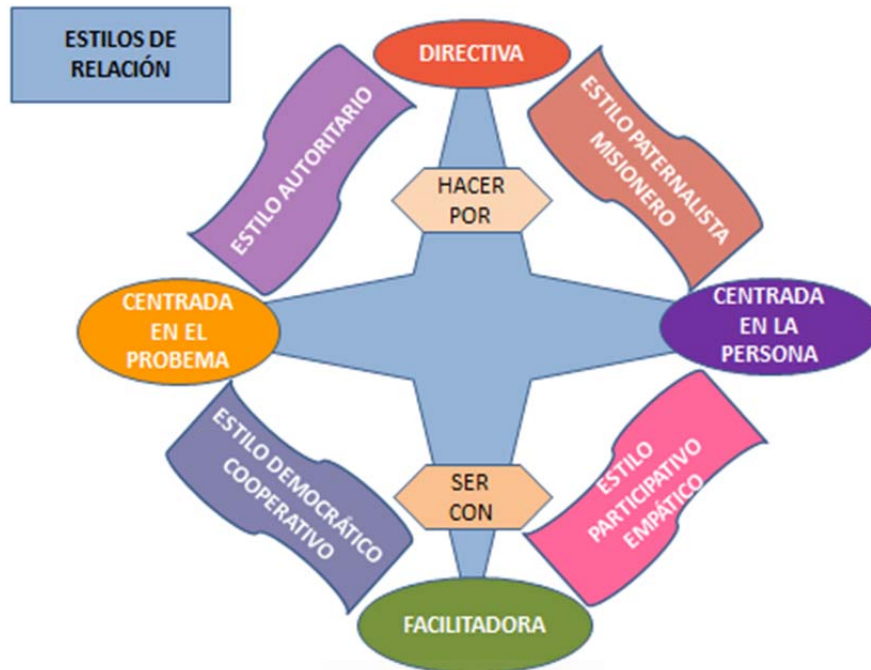 ESTILOS DE
RELACIÓN
DIRECTIVA
ESTILO AUTORITARIO
ESTILO PATERNALISTA
MISIONERO
HACER
POR
CENTRADA
EN EL
PROBEMA
CENTRADA
EN LA
PERSONA
ESTILO DEMOCRÁTICO
COOPERATIVO
SER
CON
ESTILO
PARTICIPATIVO
EMPÁTICO
FACILITADORA